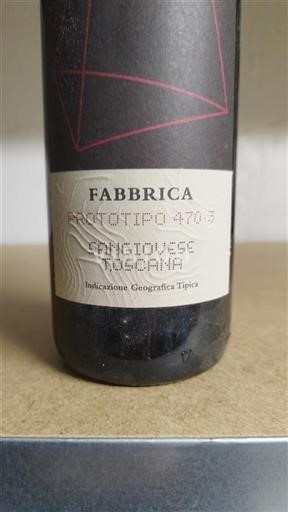 FABBRICA
PROTOTIPO 470·3
SANGIOVESE
TOSCANA
Indicazione Geografica Tipica